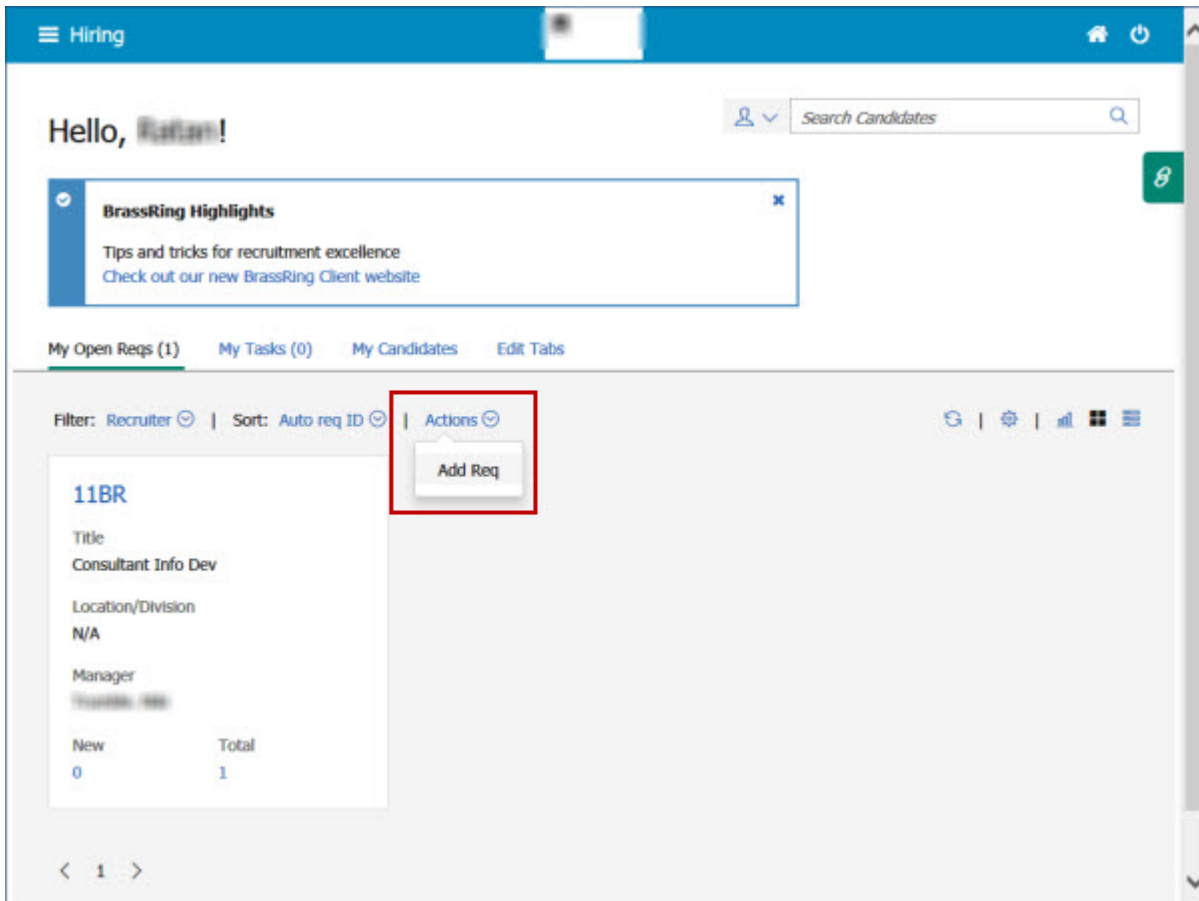 Hiring
Hello, !
Search Candidates
BrassRing Highlights
Tips and tricks for recruitment excellence
Check out our new BrassRing Client website
My Open Reqs (1) My Tasks (0) My Candidates Edit Tabs
Filter: Recruiter | Sort: Auto req ID | Actions
Add Req
11BR
Title
Consultant Info Dev
Location/Division
N/A
Manager
New Total
0 1
< 1 >